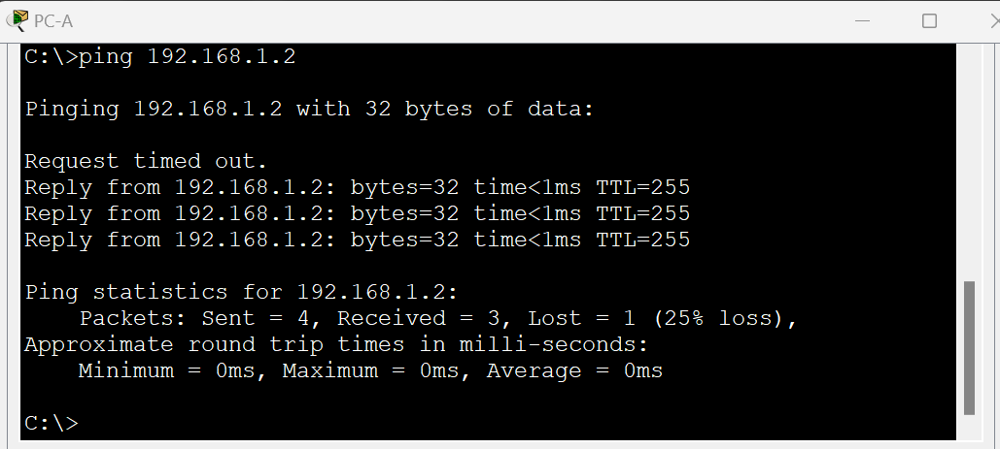 PC-A
C:\>ping 192.168.1.2
Pinging 192.168.1.2 with 32 bytes of data:
Request timed out.
Reply from 192.168.1.2: bytes=32 time<1ms TTL=255
Reply from 192.168.1.2: bytes=32 time<1ms TTL=255
Reply from 192.168.1.2: bytes=32 time<1ms TTL=255
Ping statistics for 192.168.1.2:
    Packets: Sent = 4, Received = 3, Lost = 1 (25% loss),
Approximate round trip times in milli-seconds:
    Minimum = 0ms, Maximum = 0ms, Average = 0ms
C:\>